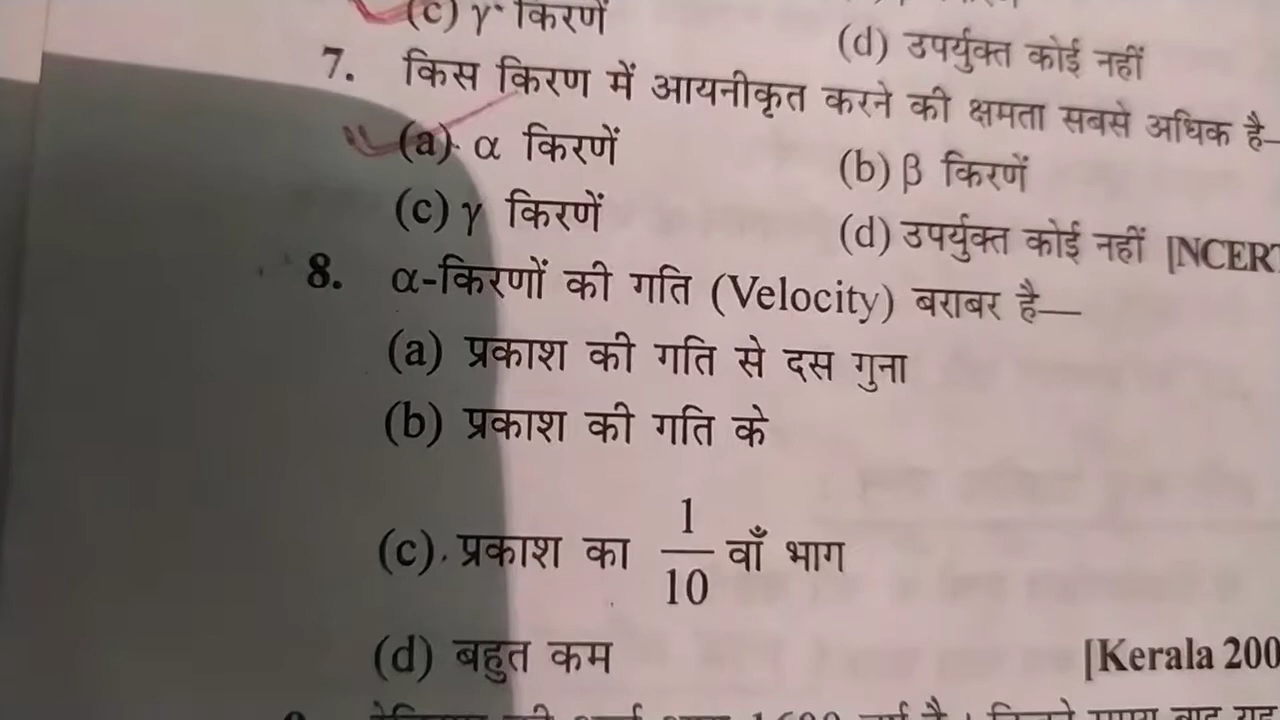 (c) γ किरणें
(d) उपर्युक्त कोई नहीं
7. किस किरण में आयनीकृत करने की क्षमता सबसे अधिक है—
(a) α किरणें
(b) β किरणें
(c) γ किरणें
(d) उपर्युक्त कोई नहीं [NCERT
8. α-किरणों की गति (Velocity) बराबर है—
(a) प्रकाश की गति से दस गुना
(b) प्रकाश की गति के
(c) प्रकाश का 1/10 वाँ भाग
(d) बहुत कम [Kerala 200